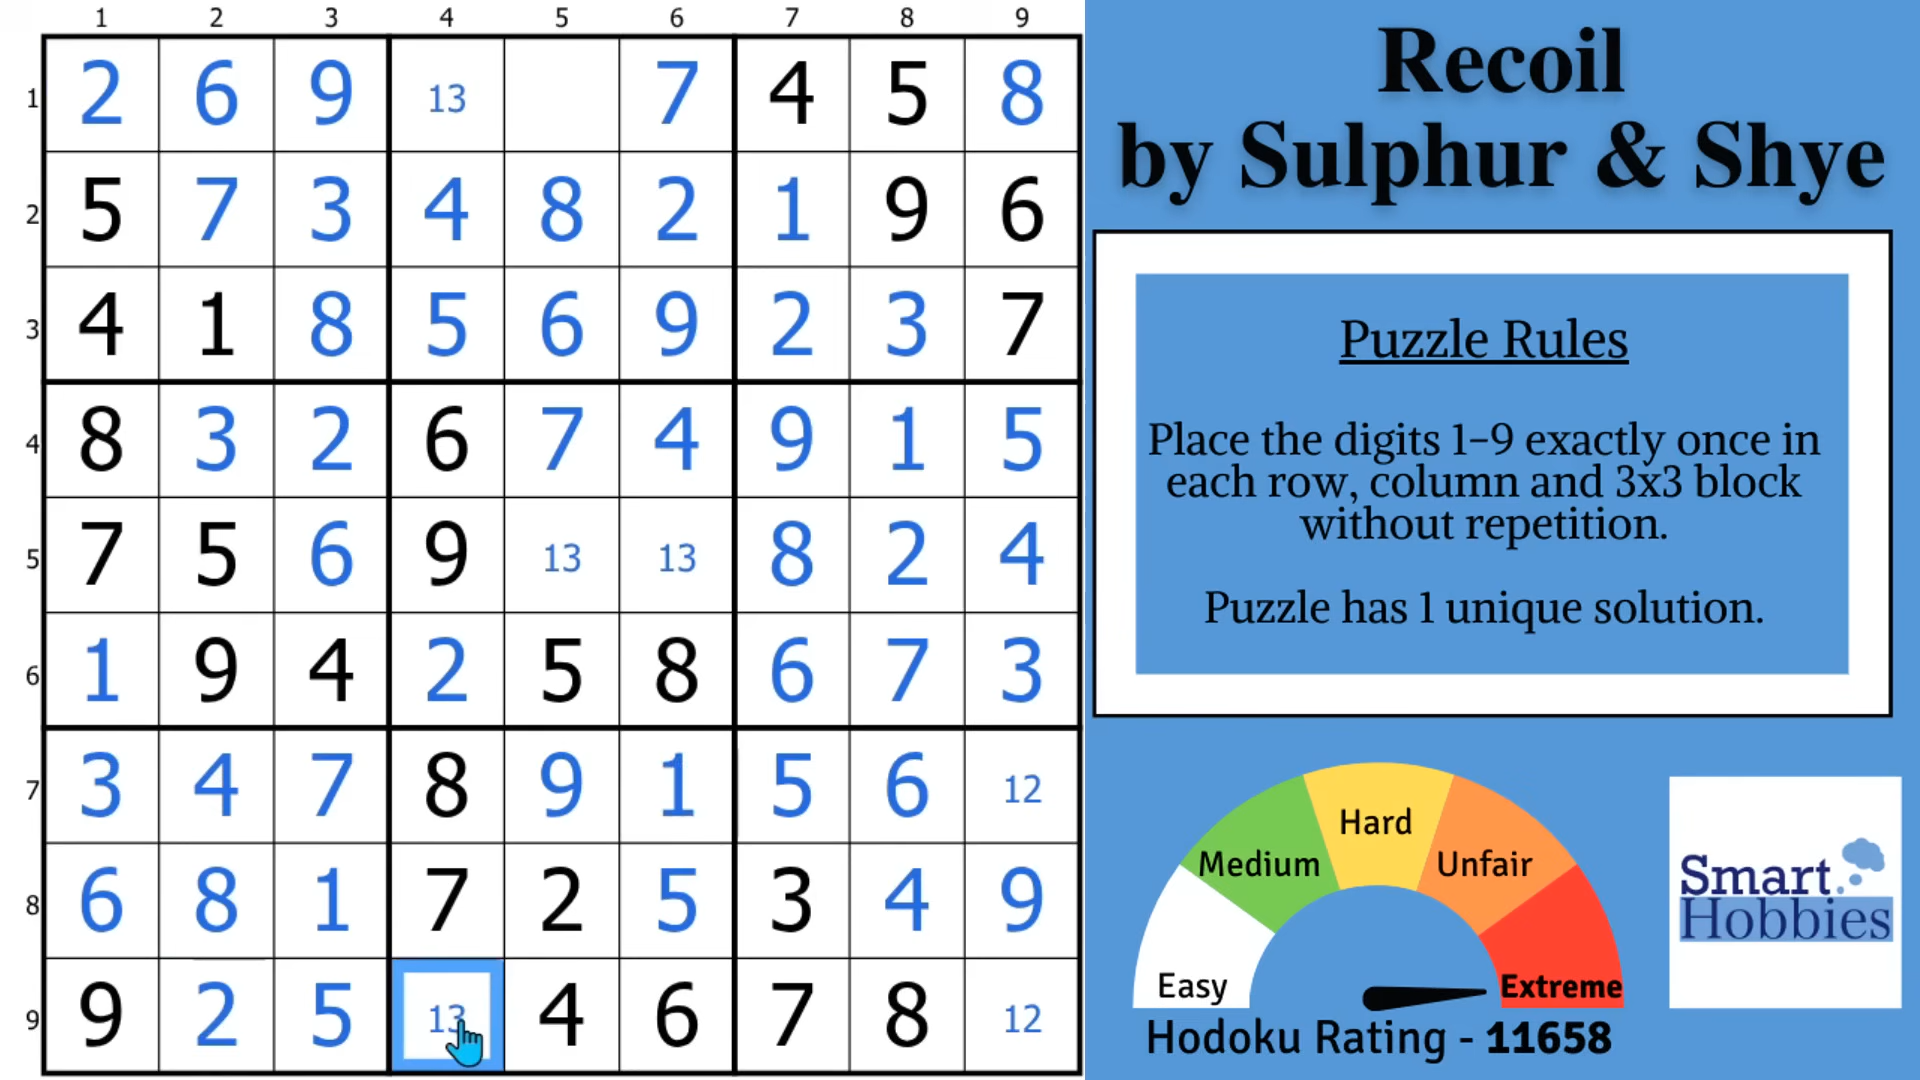 1 2 3 4 5 6 7 8 9
1 2 6 9 13 7 4 5 8
2 5 7 3 4 8 2 1 9 6
3 4 1 8 5 6 9 2 3 7
4 8 3 2 6 7 4 9 1 5
5 7 5 6 9 13 13 8 2 4
6 1 9 4 2 5 8 6 7 3
7 3 4 7 8 9 1 5 6 12
8 6 8 1 7 2 5 3 4 9
9 9 2 5 13 4 6 7 8 12
Recoil
by Sulphur & Shye
Puzzle Rules
Place the digits 1-9 exactly once in
each row, column and 3x3 block
without repetition.
Puzzle has 1 unique solution.
Easy
Medium
Hard
Unfair
Extreme
Hodoku Rating - 11658
Smart
Hobbies